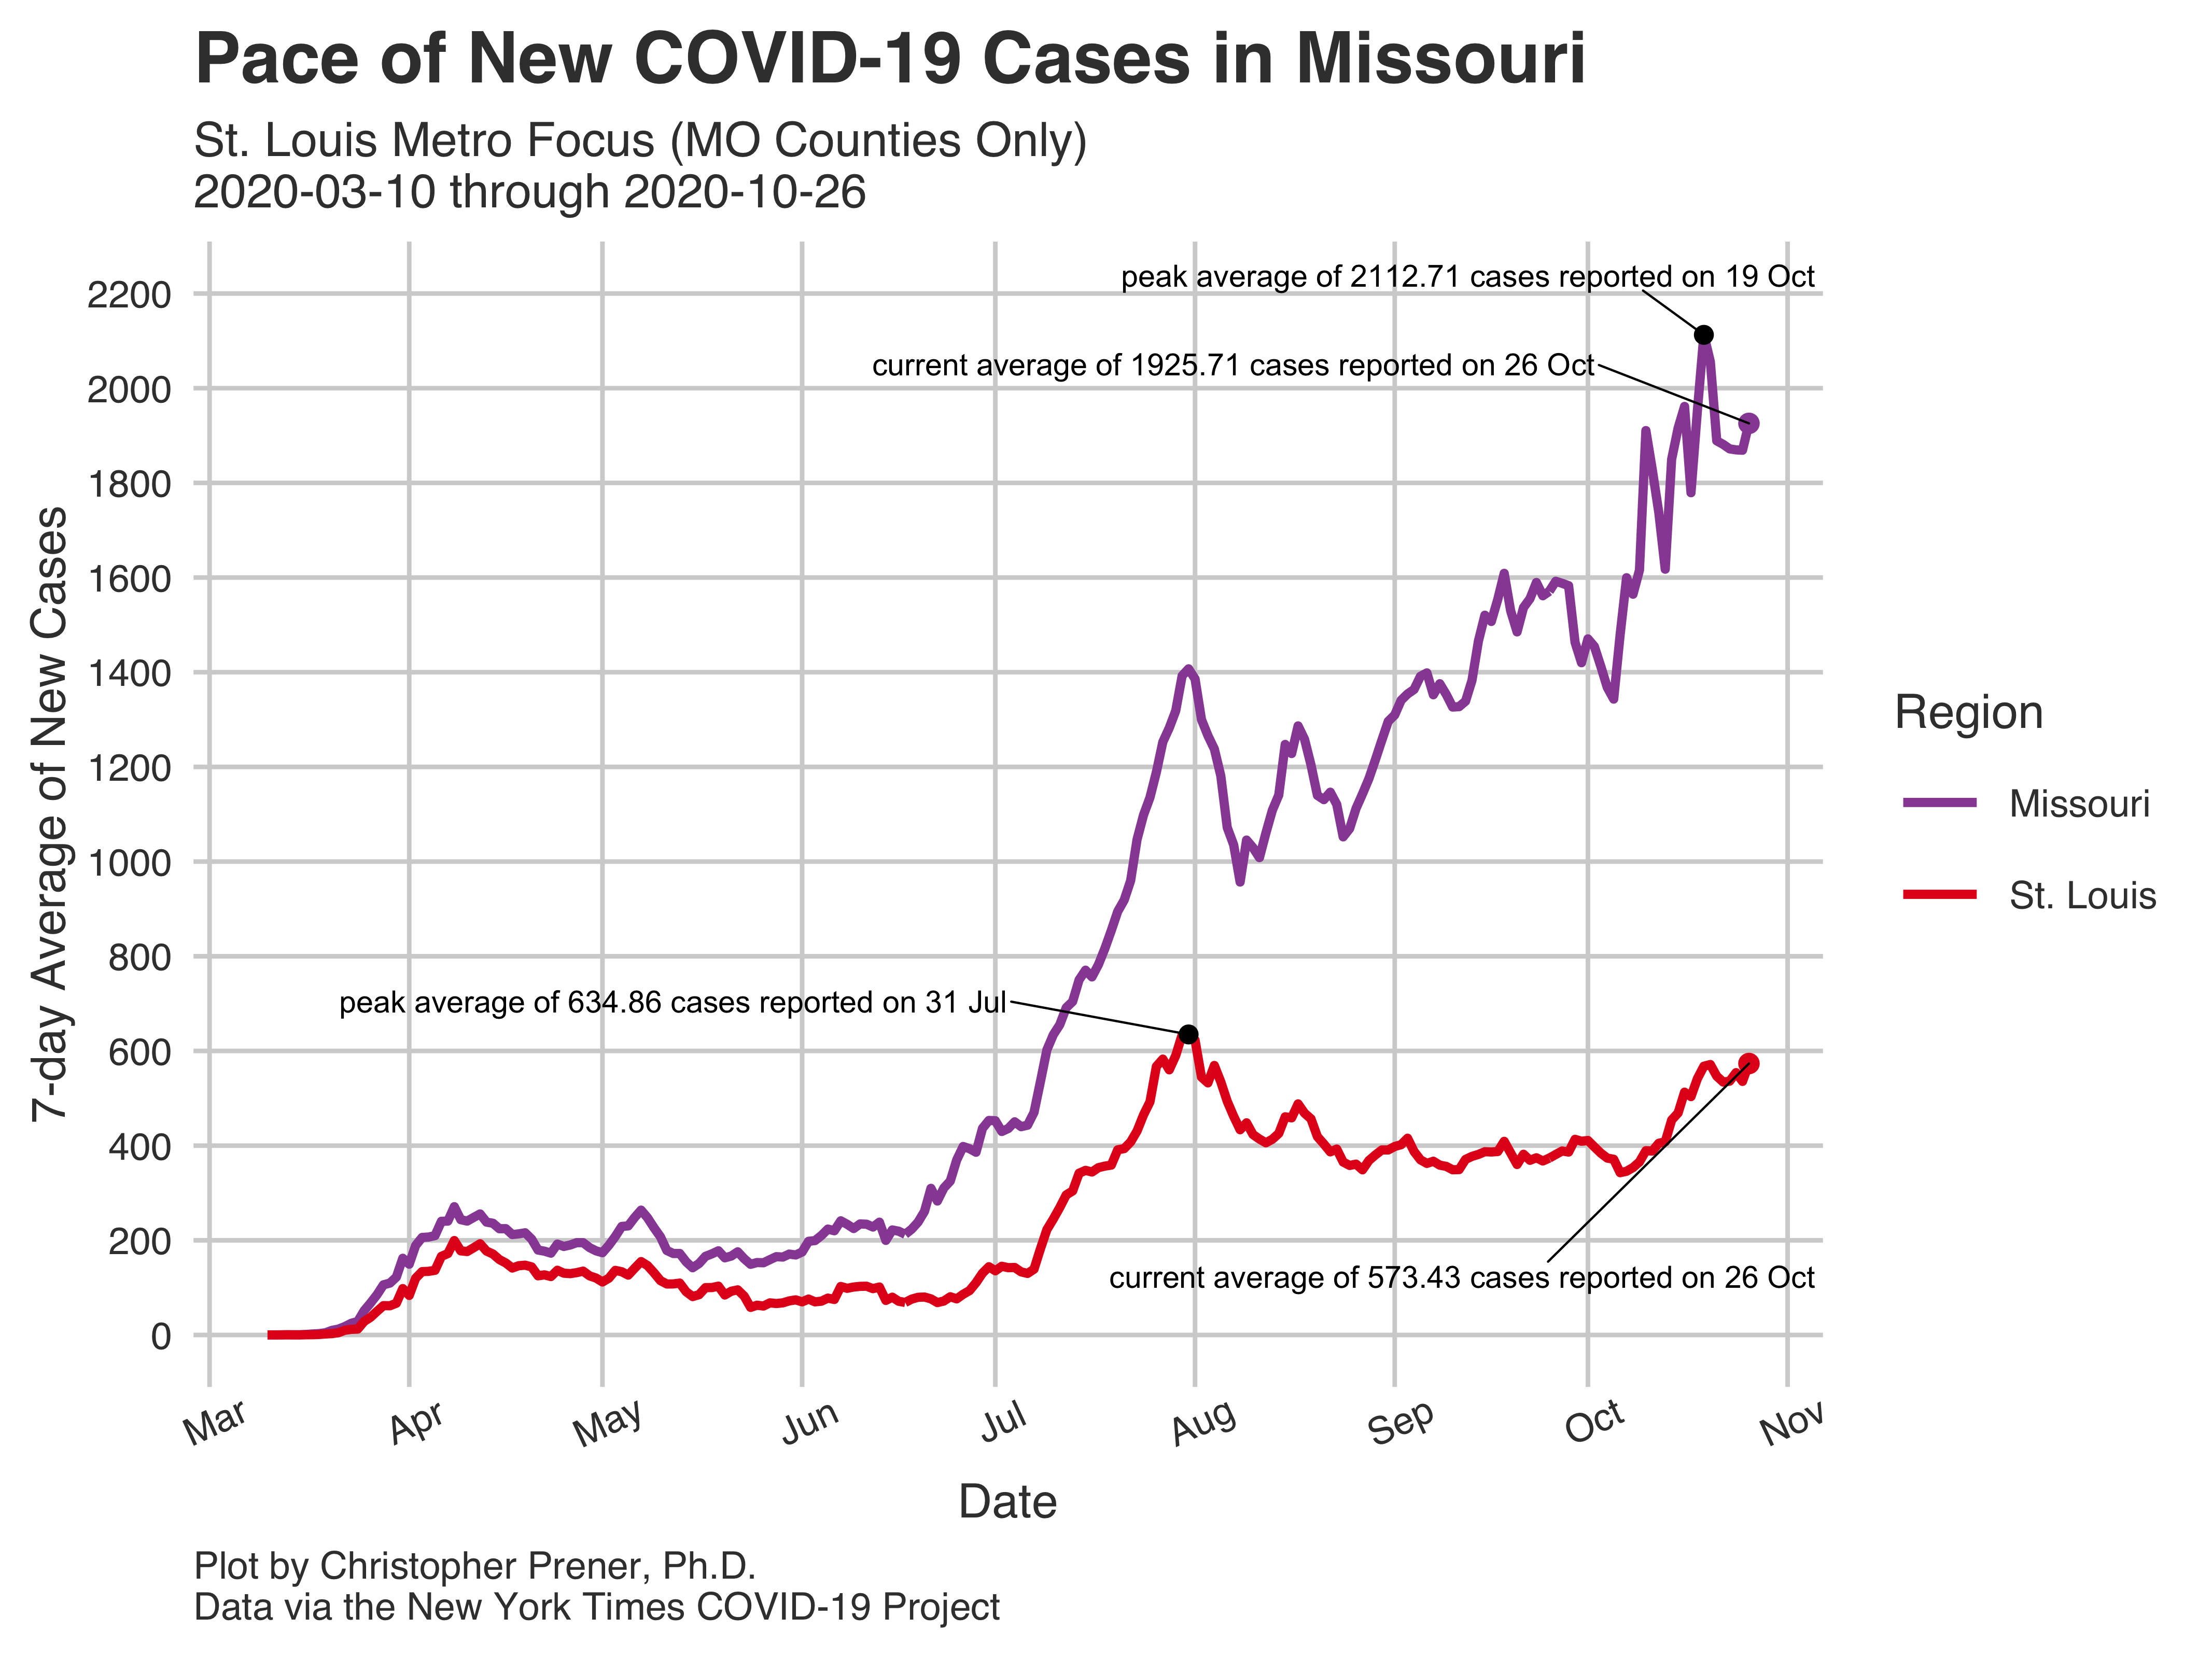 Pace of New COVID-19 Cases in Missouri
St. Louis Metro Focus (MO Counties Only)
2020-03-10 through 2020-10-26
peak average of 2112.71 cases reported on 19 Oct
current average of 1925.71 cases reported on 26 Oct
peak average of 634.86 cases reported on 31 Jul
current average of 573.43 cases reported on 26 Oct
7-day Average of New Cases
2200
2000
1800
1600
1400
1200
1000
800
600
400
200
0
Mar
Apr
May
Jun
Jul
Aug
Sep
Oct
Nov
Date
Region
Missouri
St. Louis
Plot by Christopher Prener, Ph.D.
Data via the New York Times COVID-19 Project